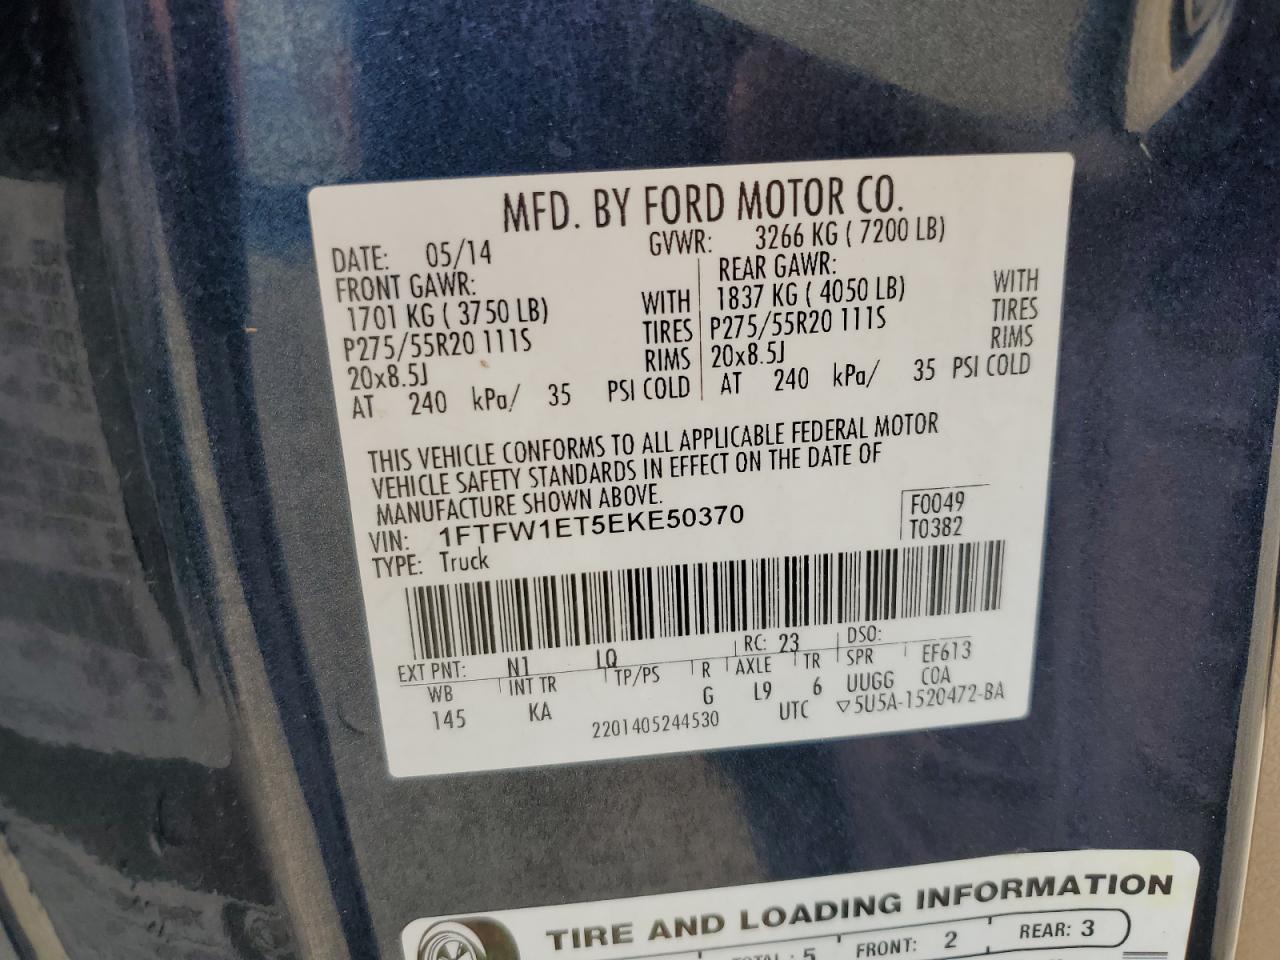 MFD. BY FORD MOTOR CO.
DATE: 05/14 GVWR: 3266 KG ( 7200 LB)
FRONT GAWR: REAR GAWR:
1701 KG ( 3750 LB) WITH 1837 KG ( 4050 LB) WITH
P275/55R20 111S TIRES P275/55R20 111S TIRES
20x8.5J RIMS 20x8.5J RIMS
AT 240 kPa/ 35 PSI COLD AT 240 kPa/ 35 PSI COLD
THIS VEHICLE CONFORMS TO ALL APPLICABLE FEDERAL MOTOR
VEHICLE SAFETY STANDARDS IN EFFECT ON THE DATE OF
MANUFACTURE SHOWN ABOVE.
VIN: 1FTFW1ET5EKE50370 F0049
TYPE: Truck T0382
EXT PNT: N1 LQ RC: 23 DSO:
WB INT TR TP/PS R AXLE TR SPR EF613
145 KA G L9 6 UUGG COA
2201405244530 UTC ▽5U5A-1520472-BA
TIRE AND LOADING INFORMATION
TOTAL : 5 FRONT: 2 REAR: 3